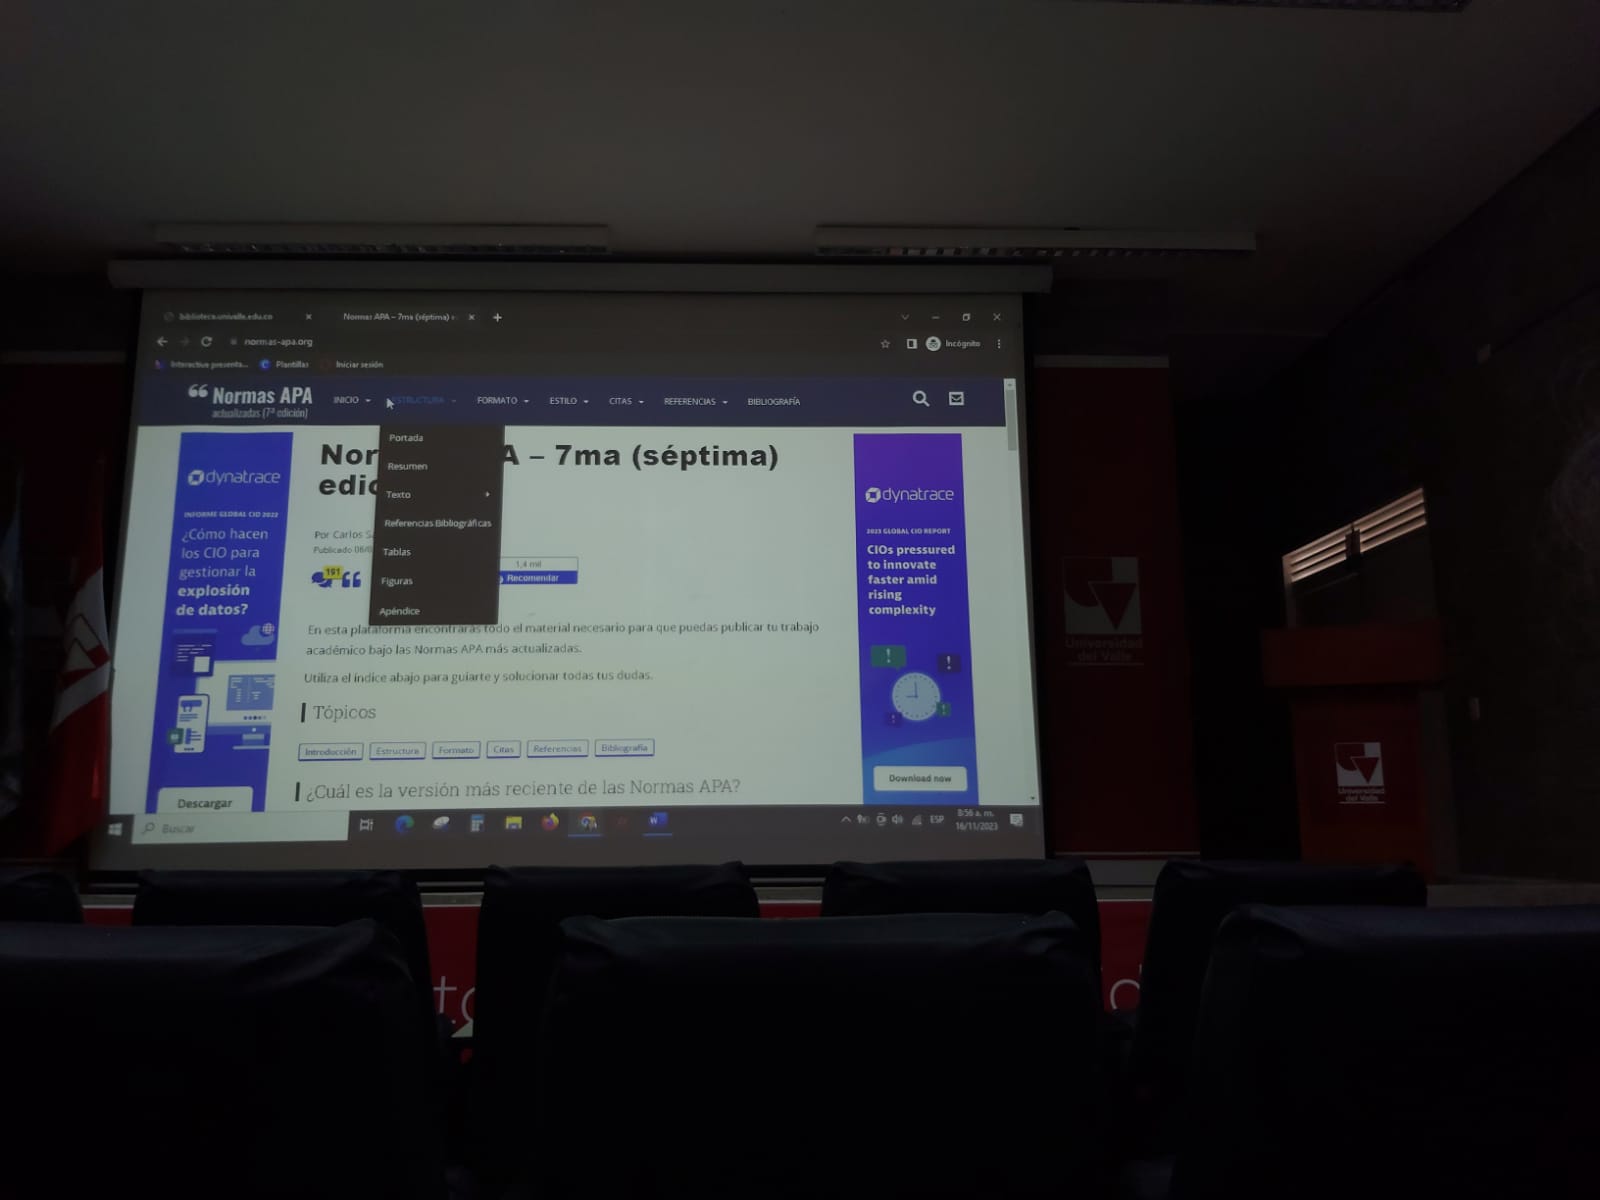 biblioteca.univalle.edu.co
Normas APA – 7ma (séptima) e
normas-apa.org
Incógnito
Interactive presenta...
Plantillas
Iniciar sesión
Normas APA
actualizadas (7ª edición)
INICIO
ESTRUCTURA
FORMATO
ESTILO
CITAS
REFERENCIAS
BIBLIOGRAFÍA
Portada
Resumen
Texto
Referencias Bibliográficas
Tablas
Figuras
Apéndice
Nor A – 7ma (séptima)
edic
Por Carlos S
Publicado 08/0
191
1,4 mil
Recomendar
En esta plataforma encontrarás todo el material necesario para que puedas publicar tu trabajo
académico bajo las Normas APA más actualizadas.
Utiliza el índice abajo para guiarte y solucionar todas tus dudas.
Tópicos
Introducción
Estructura
Formato
Citas
Referencias
Bibliografía
¿Cuál es la versión más reciente de las Normas APA?
dynatrace
INFORME GLOBAL CIO 2022
¿Cómo hacen
los CIO para
gestionar la
explosión
de datos?
Descargar
dynatrace
2023 GLOBAL CIO REPORT
CIOs pressured
to innovate
faster amid
rising
complexity
Download now
Buscar
ESP
8:56 a. m.
16/11/2023
Universidad
del Valle
Universidad
del Valle